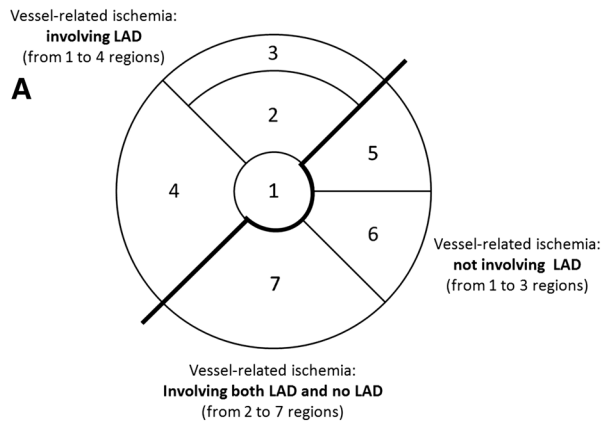 Vessel-related ischemia:
involving LAD
(from 1 to 4 regions)
A
3
2
5
4
1
6
7
Vessel-related ischemia:
not involving LAD
(from 1 to 3 regions)
Vessel-related ischemia:
Involving both LAD and no LAD
(from 2 to 7 regions)